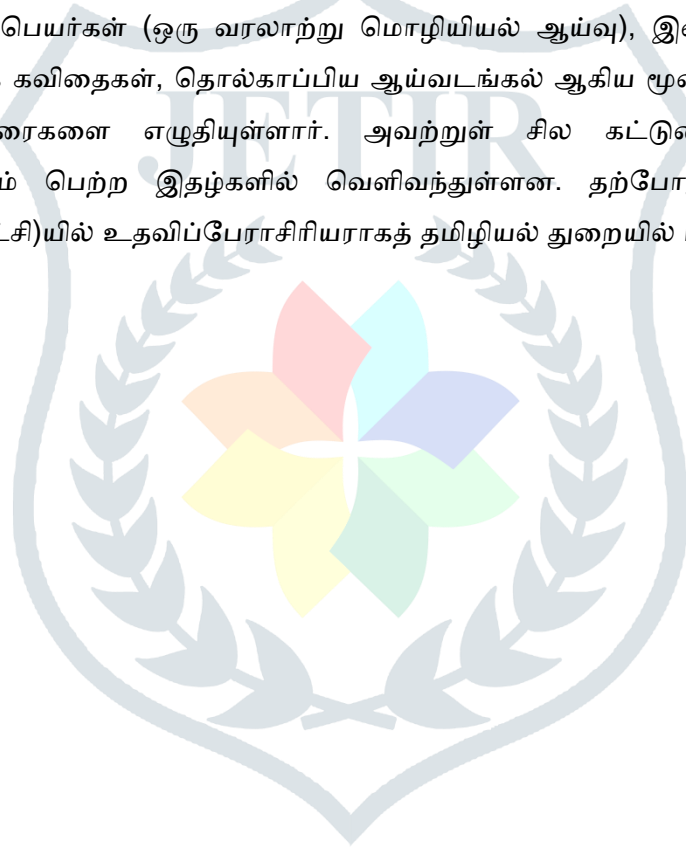 பெயர்கள் (ஒரு வரலாற்று மொழியியல் ஆய்வு),
கவிதைகள், தொல்காப்பிய ஆய்வடங்கல் ஆகிய
எழுதியுள்ளார். அவற்றுள் சில
பெற்ற இதழ்களில் வெளிவந்துள்ளன.
உதவிப்பேராசிரியராகத் தமிழியல் துறையில்
JETIR